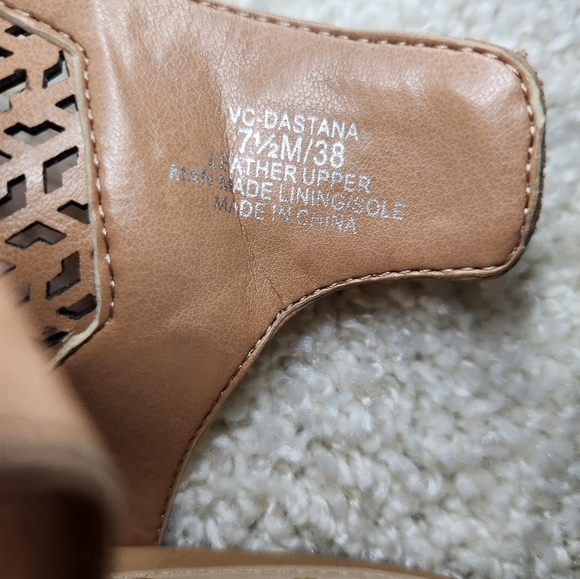 VC-DASTANA
7½M/38
LEATHER UPPER
MAN MADE LINING/SOLE
MADE IN CHINA